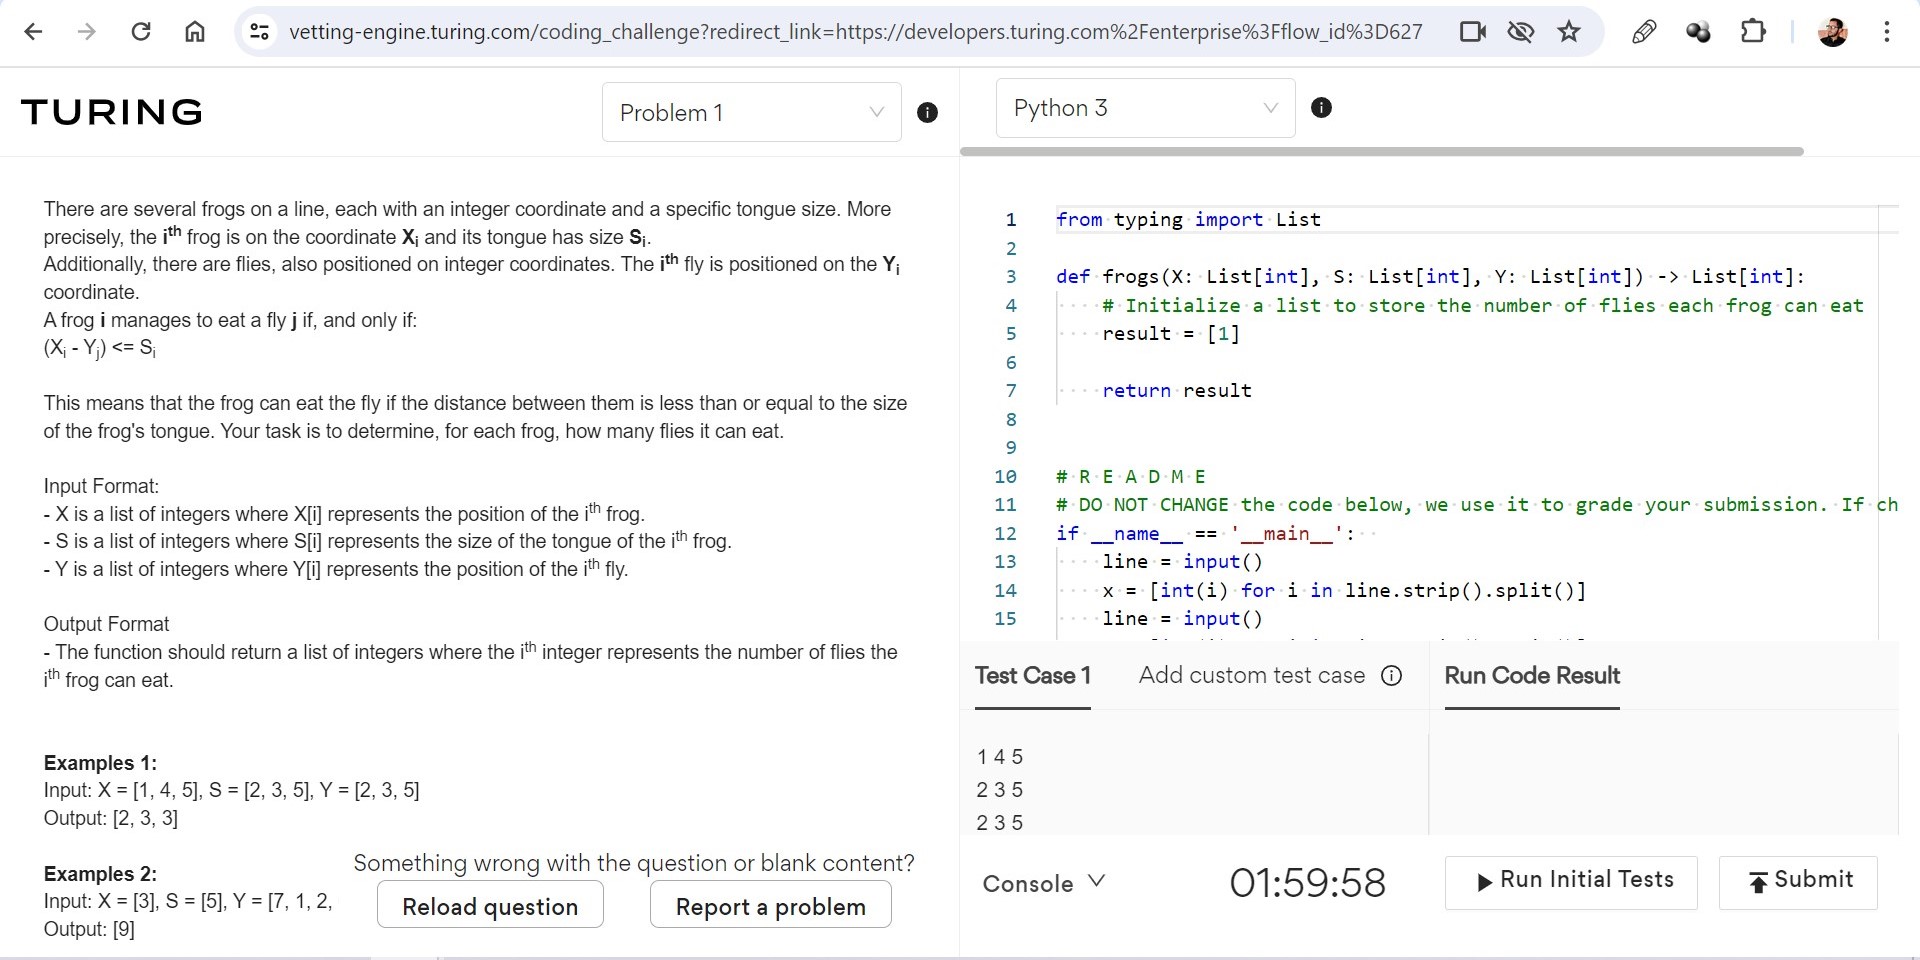 vetting-engine.turing.com/coding_challenge?redirect_link=https://developers.turing.com%2Fenterprise%3Fflow_id%3D627
TURING
Problem 1
Python 3
There are several frogs on a line, each with an integer coordinate and a specific tongue size. More
precisely, the ith frog is on the coordinate Xi and its tongue has size Si.
Additionally, there are flies, also positioned on integer coordinates. The ith fly is positioned on the Yi
coordinate.
A frog i manages to eat a fly j if, and only if:
(Xi - Yj) <= Si
This means that the frog can eat the fly if the distance between them is less than or equal to the size
of the frog's tongue. Your task is to determine, for each frog, how many flies it can eat.
Input Format:
- X is a list of integers where X[i] represents the position of the ith frog.
- S is a list of integers where S[i] represents the size of the tongue of the ith frog.
- Y is a list of integers where Y[i] represents the position of the ith fly.
Output Format
- The function should return a list of integers where the ith integer represents the number of flies the
ith frog can eat.
Examples 1:
Input: X = [1, 4, 5], S = [2, 3, 5], Y = [2, 3, 5]
Output: [2, 3, 3]
Examples 2:
Input: X = [3], S = [5], Y = [7, 1, 2,
Output: [9]
Something wrong with the question or blank content?
Reload question
Report a problem
1 from typing import List
2
3 def frogs(X: List[int], S: List[int], Y: List[int]) -> List[int]:
4 # Initialize a list to store the number of flies each frog can eat
5 result = [1]
6
7 return result
8
9
10 # R E A D M E
11 # DO NOT CHANGE the code below, we use it to grade your submission. If ch
12 if __name__ == '__main__':
13 line = input()
14 x = [int(i) for i in line.strip().split()]
15 line = input()
Test Case 1
Add custom test case
Run Code Result
1 4 5
2 3 5
2 3 5
Console
01:59:58
Run Initial Tests
Submit